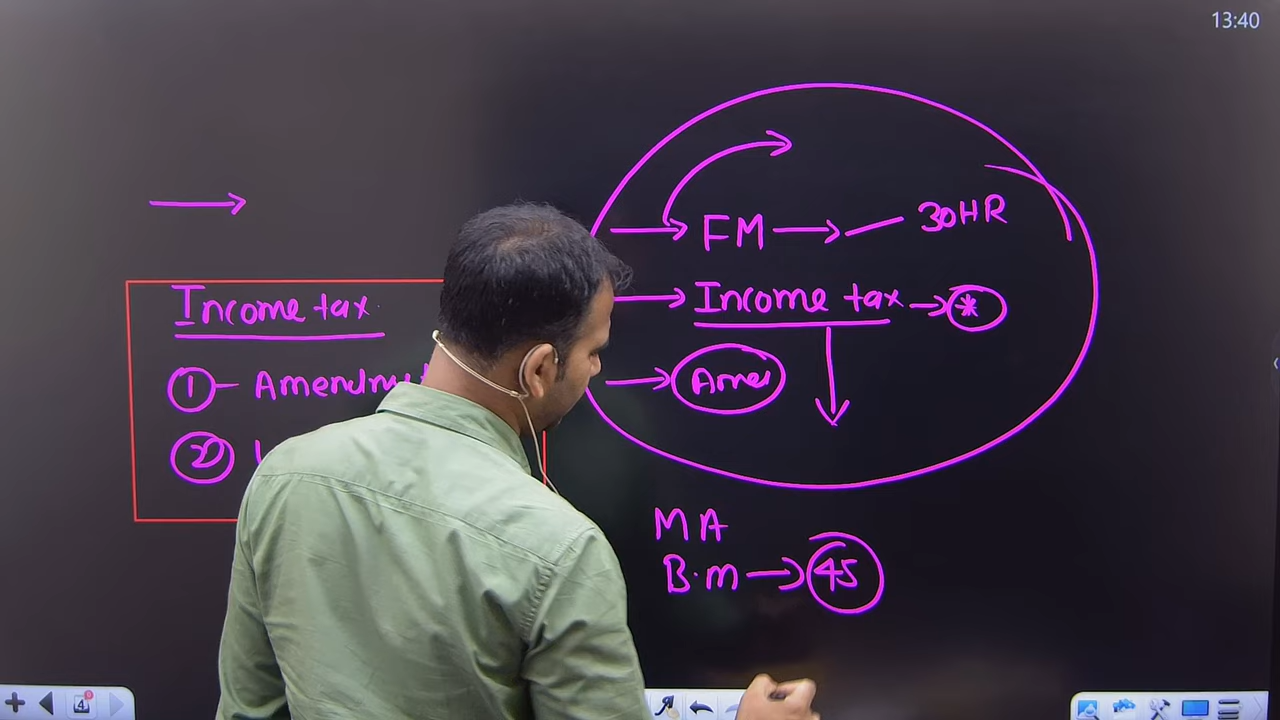 13:40
FM 30HR
Income tax *
Income tax
① Amendm
Amei
②
MA
B.m 45
4